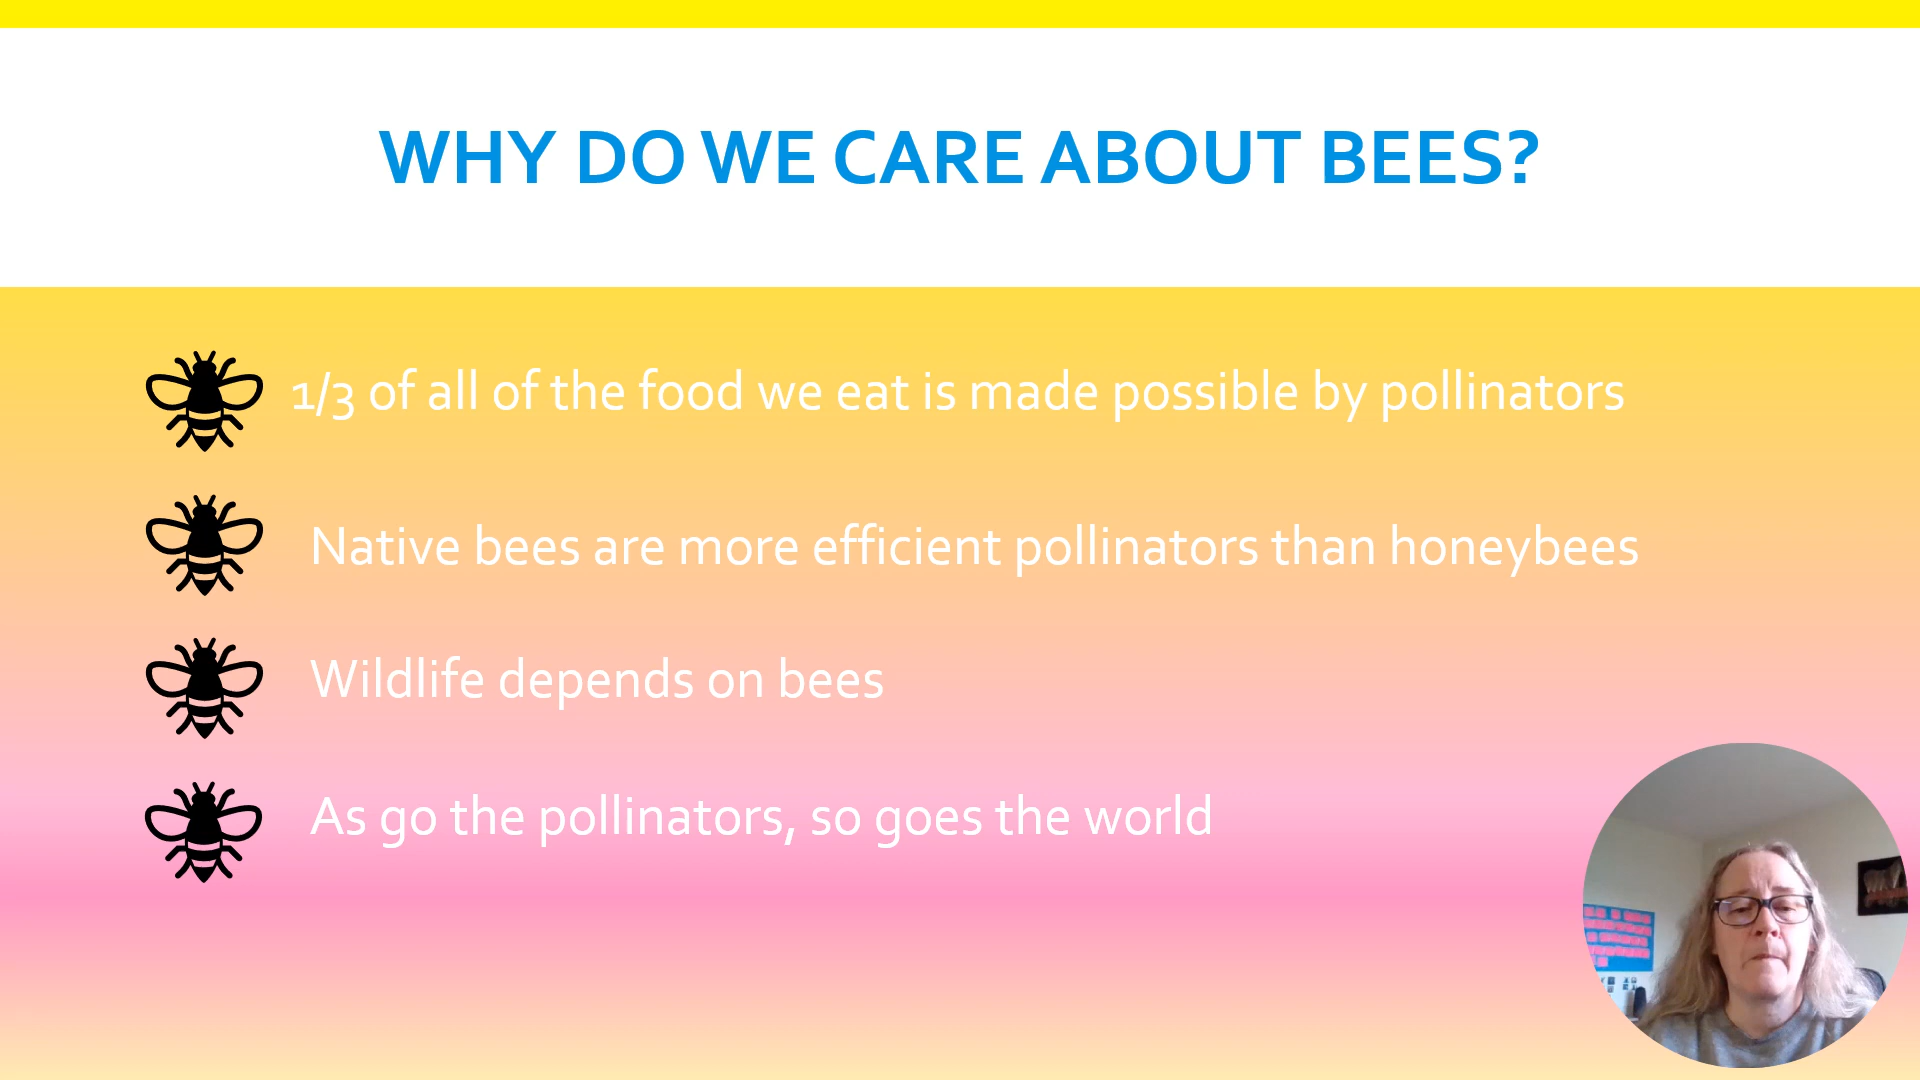 WHY DO WE CARE ABOUT BEES?
1/3 of all of the food we eat is made possible by pollinators
Native bees are more efficient pollinators than honeybees
Wildlife depends on bees
As go the pollinators, so goes the world